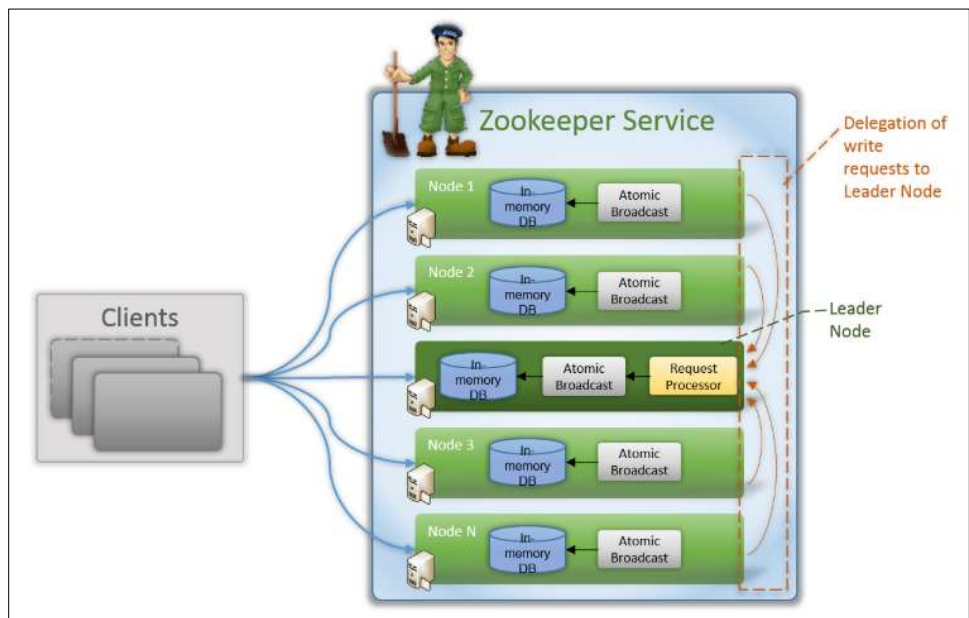 Zookeeper Service
Delegation of
write
requests to
Leader Node
Node 1
In-
memory
DB
Atomic
Broadcast
Node 2
In-
memory
DB
Atomic
Broadcast
Clients
Leader
Node
In-
memory
DB
Atomic
Broadcast
Request
Processor
Node 3
In-
memory
DB
Atomic
Broadcast
Node N
In-
memory
DB
Atomic
Broadcast